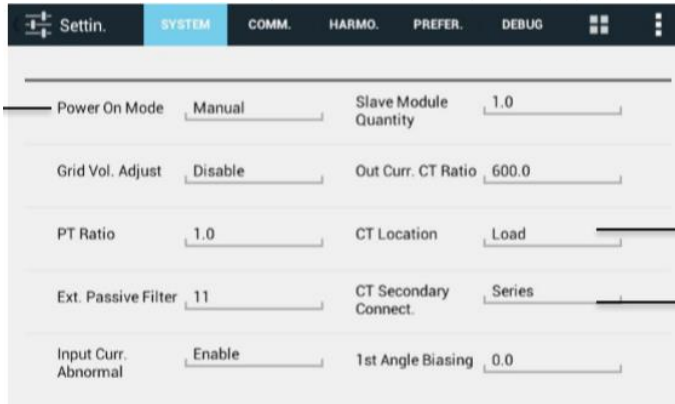 Settin. SYSTEM COMM. HARMO. PREFER. DEBUG
Power On Mode Manual Slave Module Quantity 1.0
Grid Vol. Adjust Disable Out Curr. CT Ratio 600.0
PT Ratio 1.0 CT Location Load
Ext. Passive Filter 11 CT Secondary Connect. Series
Input Curr. Abnormal Enable 1st Angle Biasing 0.0